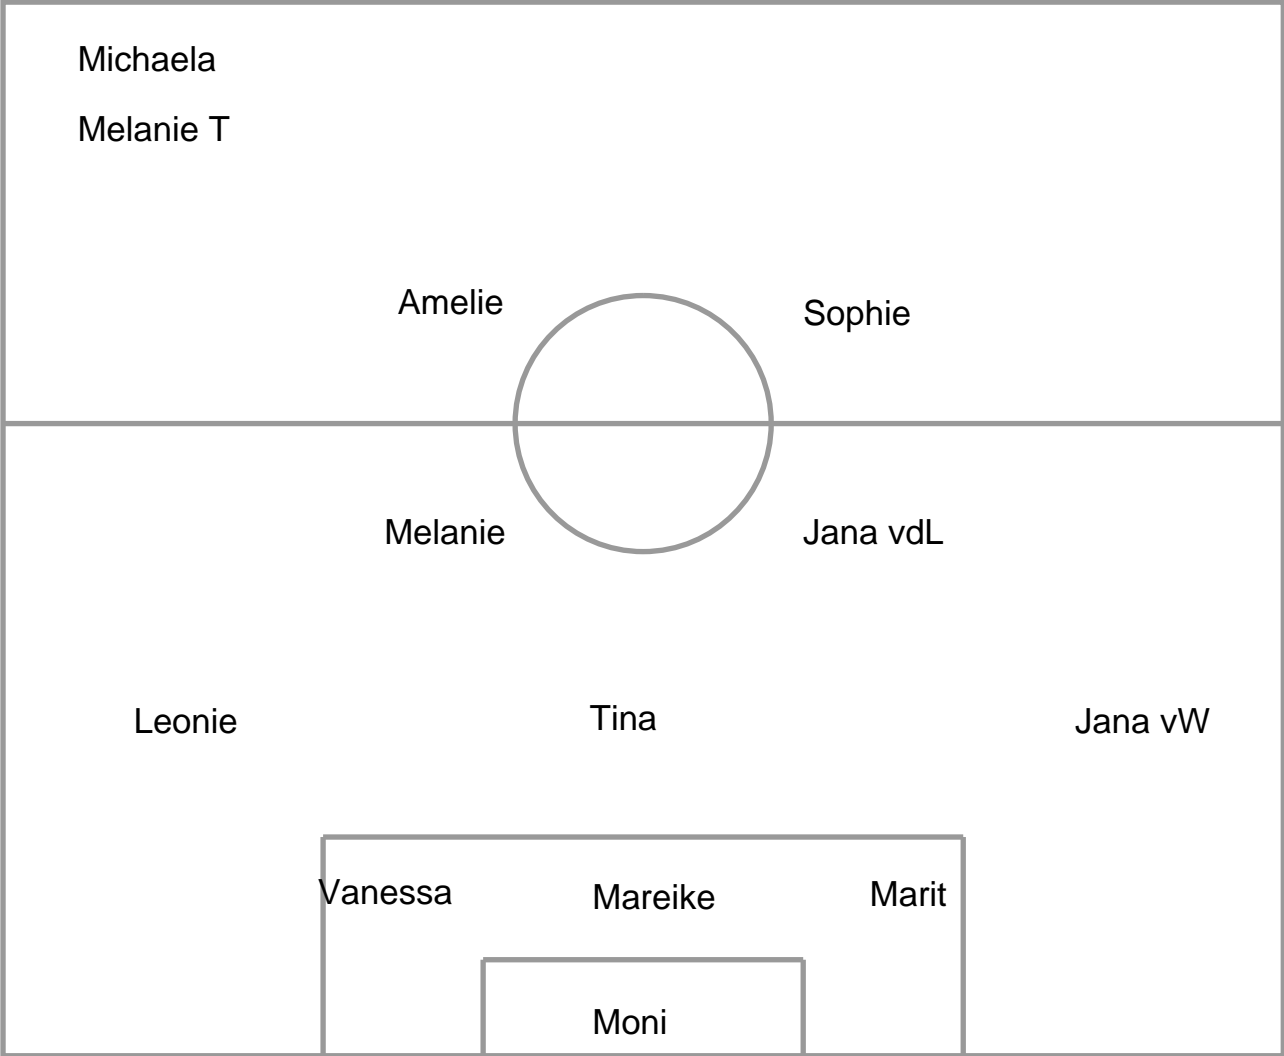 Michaela
Melanie T
Amelie
Sophie
Melanie
Jana vdL
Leonie
Tina
Jana vW
Vanessa
Mareike
Marit
Moni